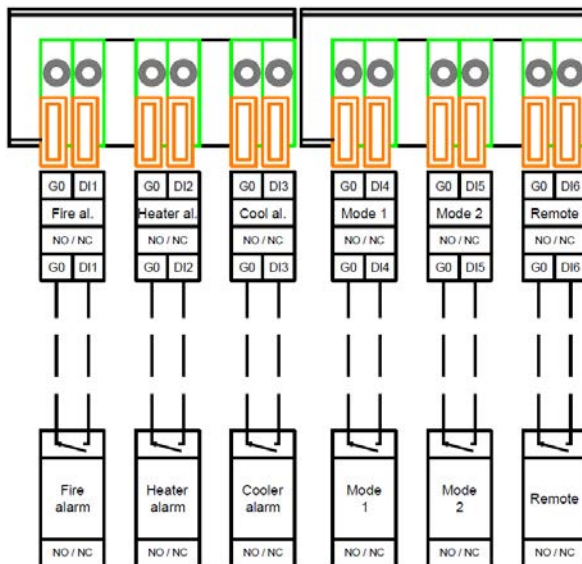 G0 DI1 G0 DI2 G0 DI3 G0 DI4 G0 DI5 G0 DI6
Fire al. Heater al. Cool al. Mode 1 Mode 2 Remote
NO / NC NO / NC NO / NC NO / NC NO / NC NO / NC
G0 DI1 G0 DI2 G0 DI3 G0 DI4 G0 DI5 G0 DI6
Fire
alarm
Heater
alarm
Cooler
alarm
Mode
1
Mode
2
Remote
NO / NC NO / NC NO / NC NO / NC NO / NC NO / NC